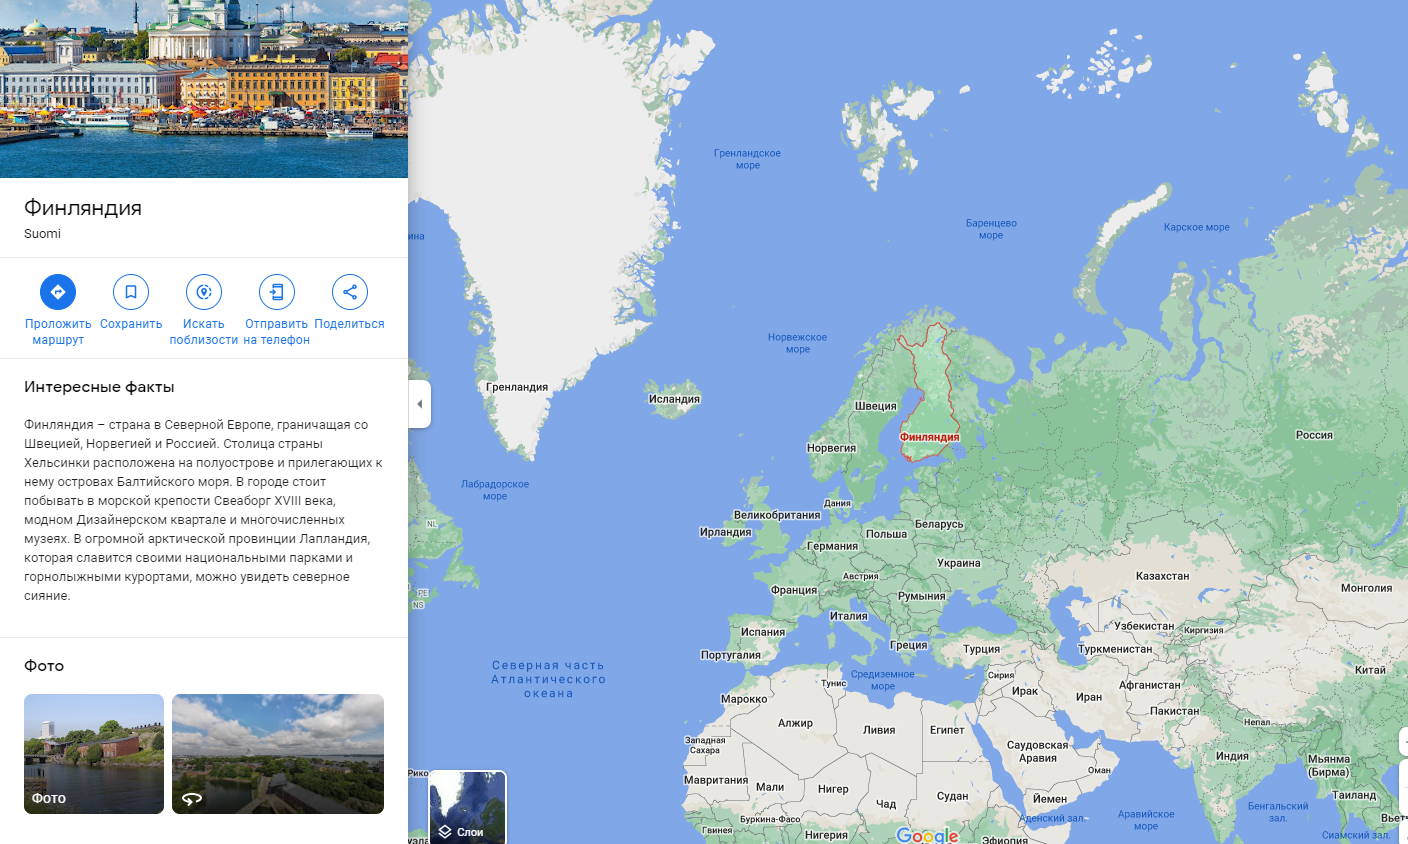 Финляндия
Suomi
Проложить
маршрут
Сохранить
Искать
поблизости
Отправить
на телефон
Поделиться
Интересные факты
Финляндия – страна в Северной Европе, граничащая со
Швецией, Норвегией и Россией. Столица страны
Хельсинки расположена на полуострове и прилегающих к
нему островах Балтийского моря. В городе стоит
побывать в морской крепости Свеаборг XVIII века,
модном Дизайнерском квартале и многочисленных
музеях. В огромной арктической провинции Лапландия,
которая славится своими национальными парками и
горнолыжными курортами, можно увидеть северное
сияние.
Фото
Фото
Гренландское
море
Баренцево
море
Карское море
ина
Норвежское
море
Гренландия
Исландия
Швеция
Финляндия
Норвегия
Россия
Лабрадорское
море
NL
PE
NS
Дания
Великобритания
Ирландия
Беларусь
Польша
Германия
Украина
Австрия
Франция
Румыния
Казахстан
Монголия
Италия
Испания
Узбекистан
Киргизия
Греция
Турция
Туркменистан
Португалия
Северная часть
Атлантического
океана
Средиземное
море
Тунис
Сирия
Ирак
Иран
Афганистан
Китай
Марокко
Пакистан
Алжир
Ливия
Египет
Непал
Западная
Сахара
Саудовская
Аравия
Индия
Мьянма
(Бирма)
Оман
Рико
Мавритания
Мали
Нигер
Чад
Судан
Йемен
Таиланд
Буркина-Фасо
Гвинея
Нигерия
Эфиопия
Аденский зал.
Аравийское
море
Бенгальский
зал.
Вьет
Сиамский зал.
уэла
Слои
Google